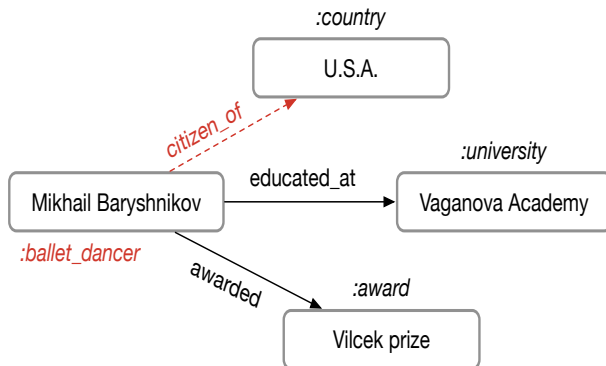 :country
U.S.A.
citizen_of
:university
educated_at
Mikhail Baryshnikov
Vaganova Academy
:ballet_dancer
awarded
:award
Vilcek prize